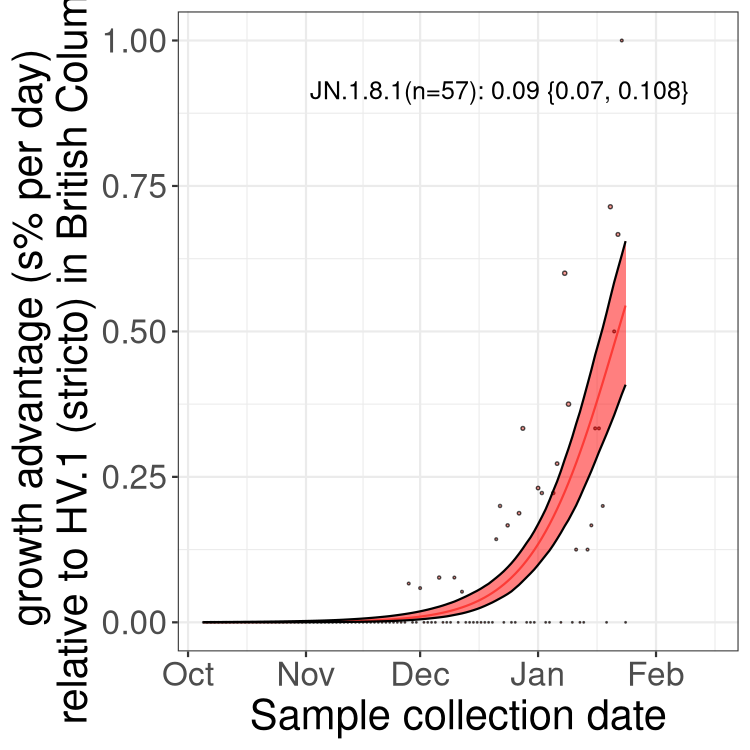 growth advantage (s% per day)
relative to HV.1 (stricto) in British Colum
1.00
0.75
0.50
0.25
0.00
JN.1.8.1(n=57): 0.09 {0.07, 0.108}
Oct Nov Dec Jan Feb
Sample collection date